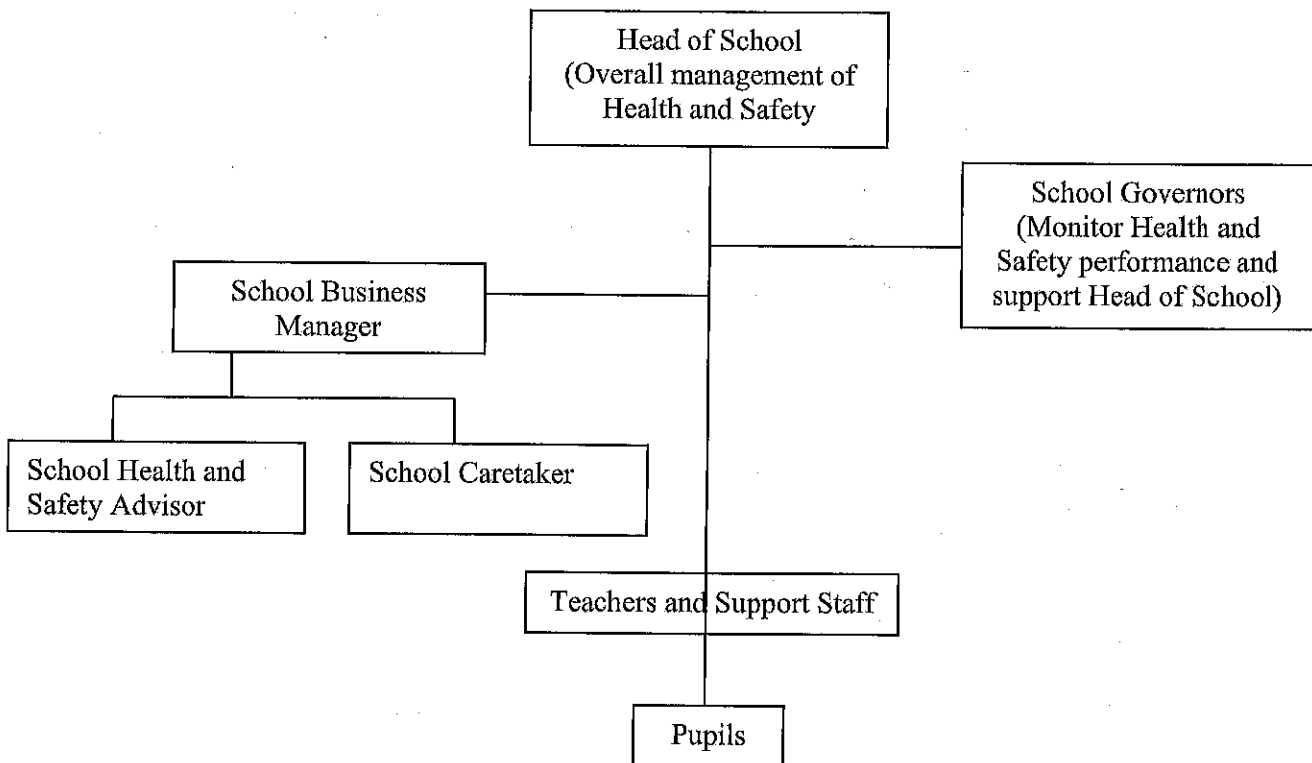 Head of School
(Overall management of
Health and Safety
School Governors
(Monitor Health and
Safety performance and
support Head of School)
School Business
Manager
School Health and
Safety Advisor
School Caretaker
Teachers and Support Staff
Pupils